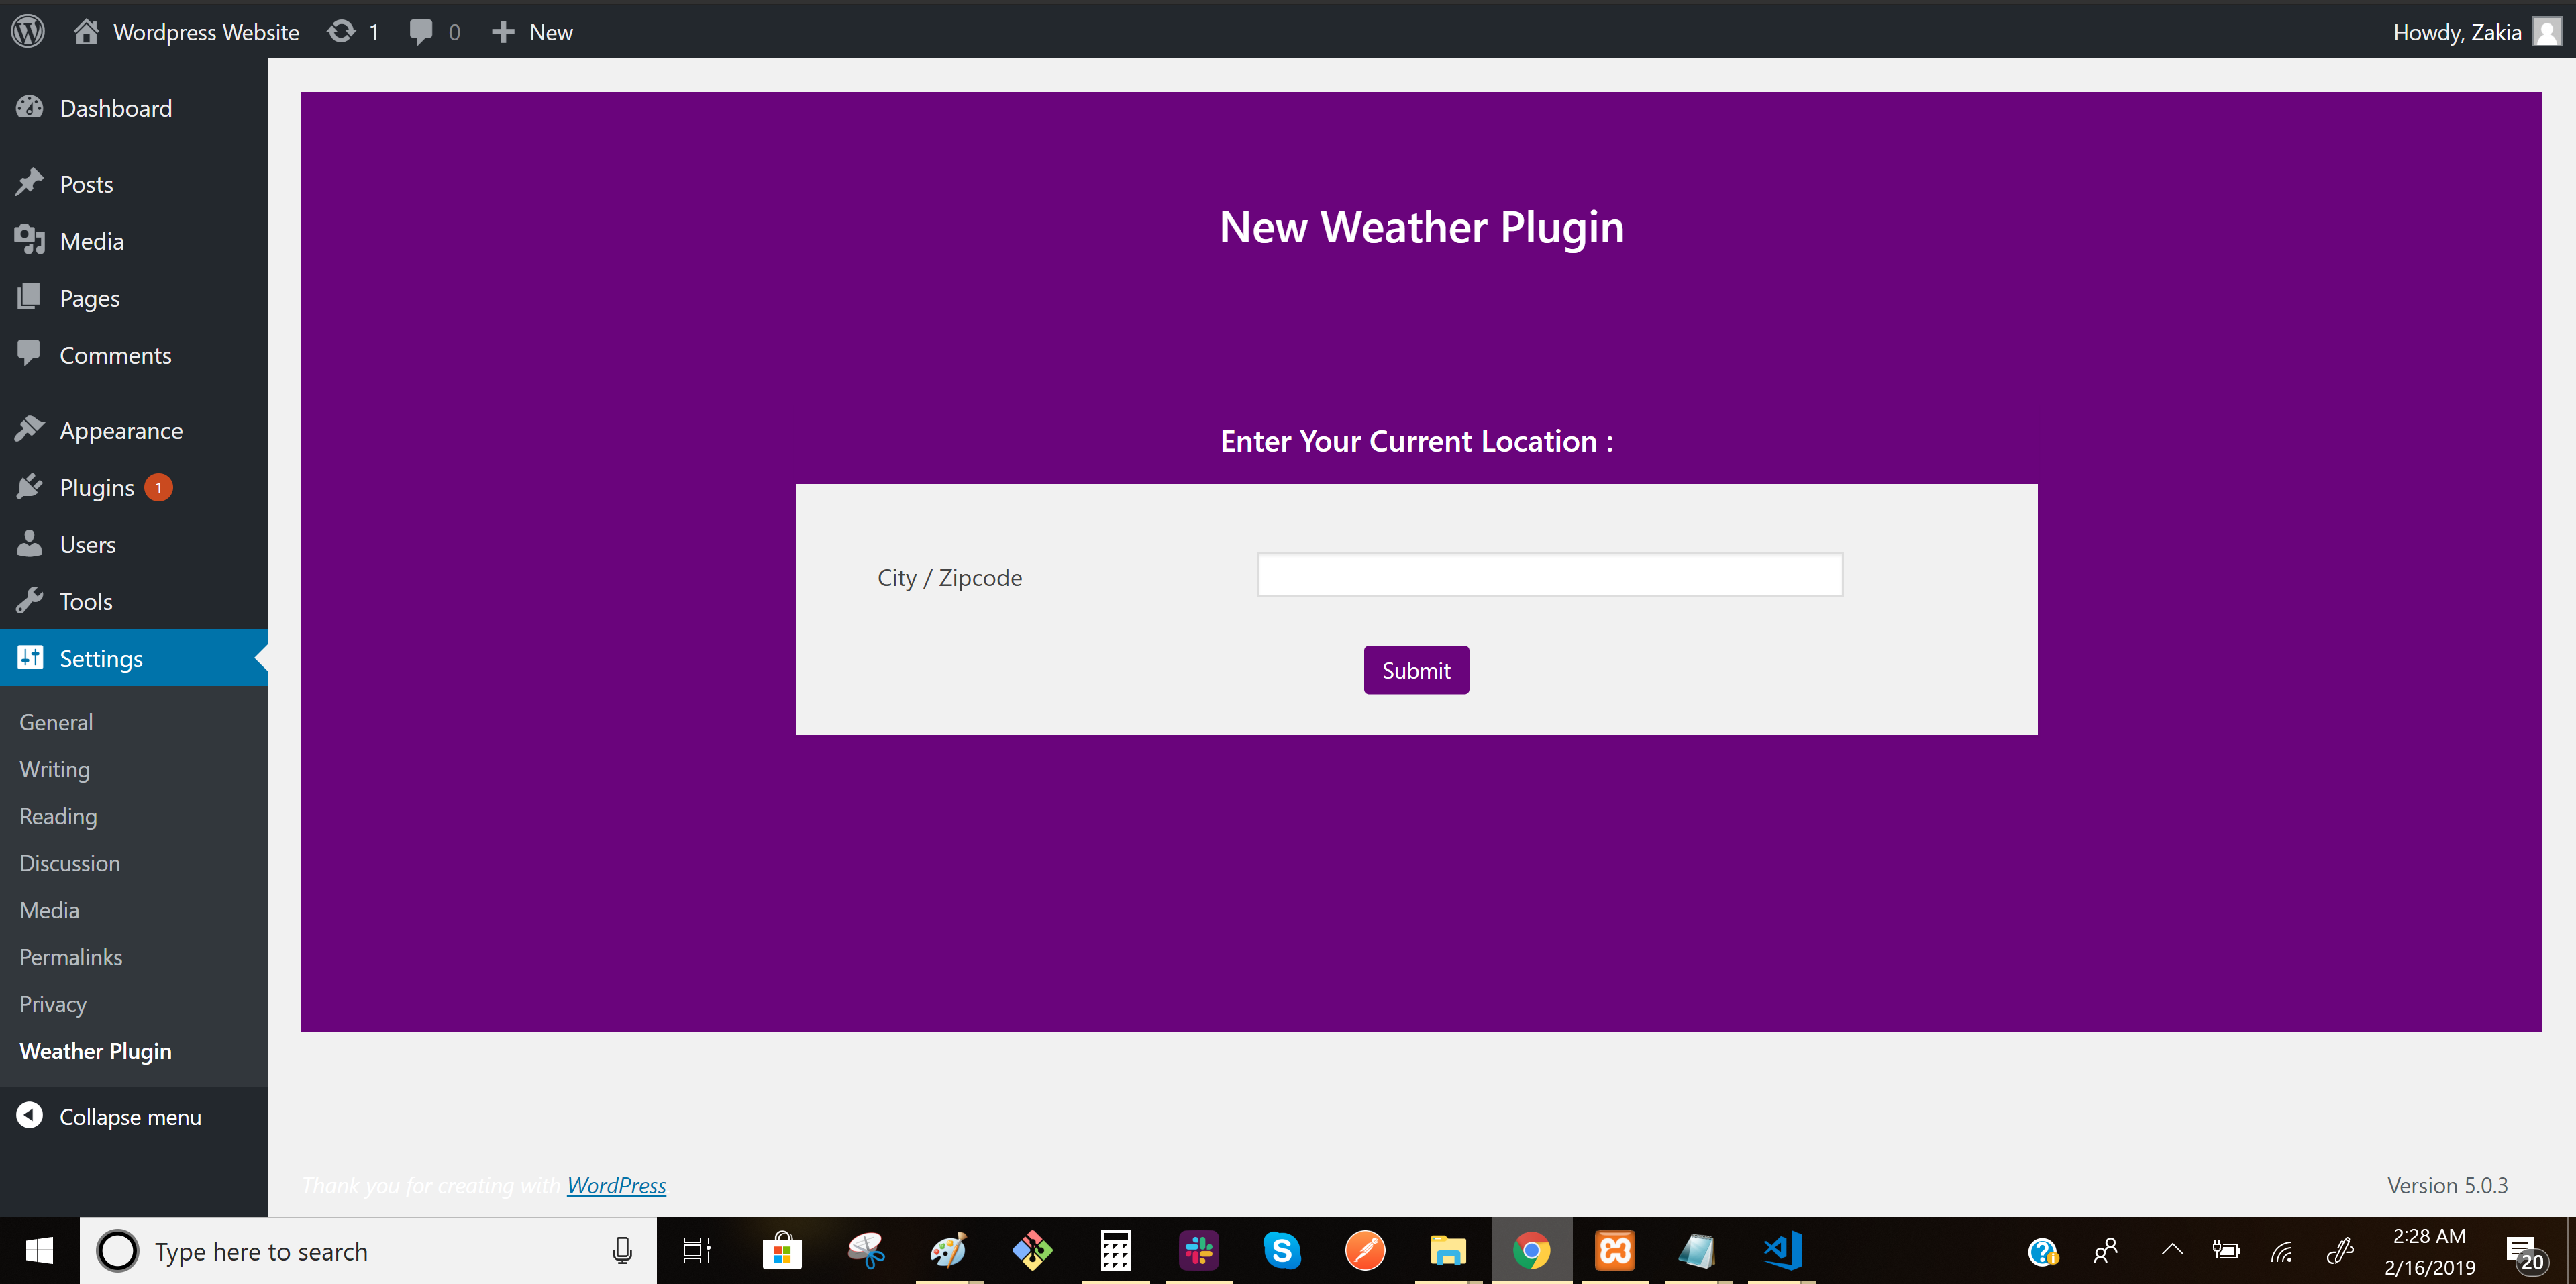 Wordpress Website 1 0 New Howdy, Zakia
Dashboard
Posts
Media
Pages
Comments
Appearance
Plugins 1
Users
Tools
Settings
General
Writing
Reading
Discussion
Media
Permalinks
Privacy
Weather Plugin
Collapse menu
New Weather Plugin
Enter Your Current Location :
City / Zipcode
Submit
Thank you for creating with WordPress
Version 5.0.3
Type here to search
2:28 AM
2/16/2019
20